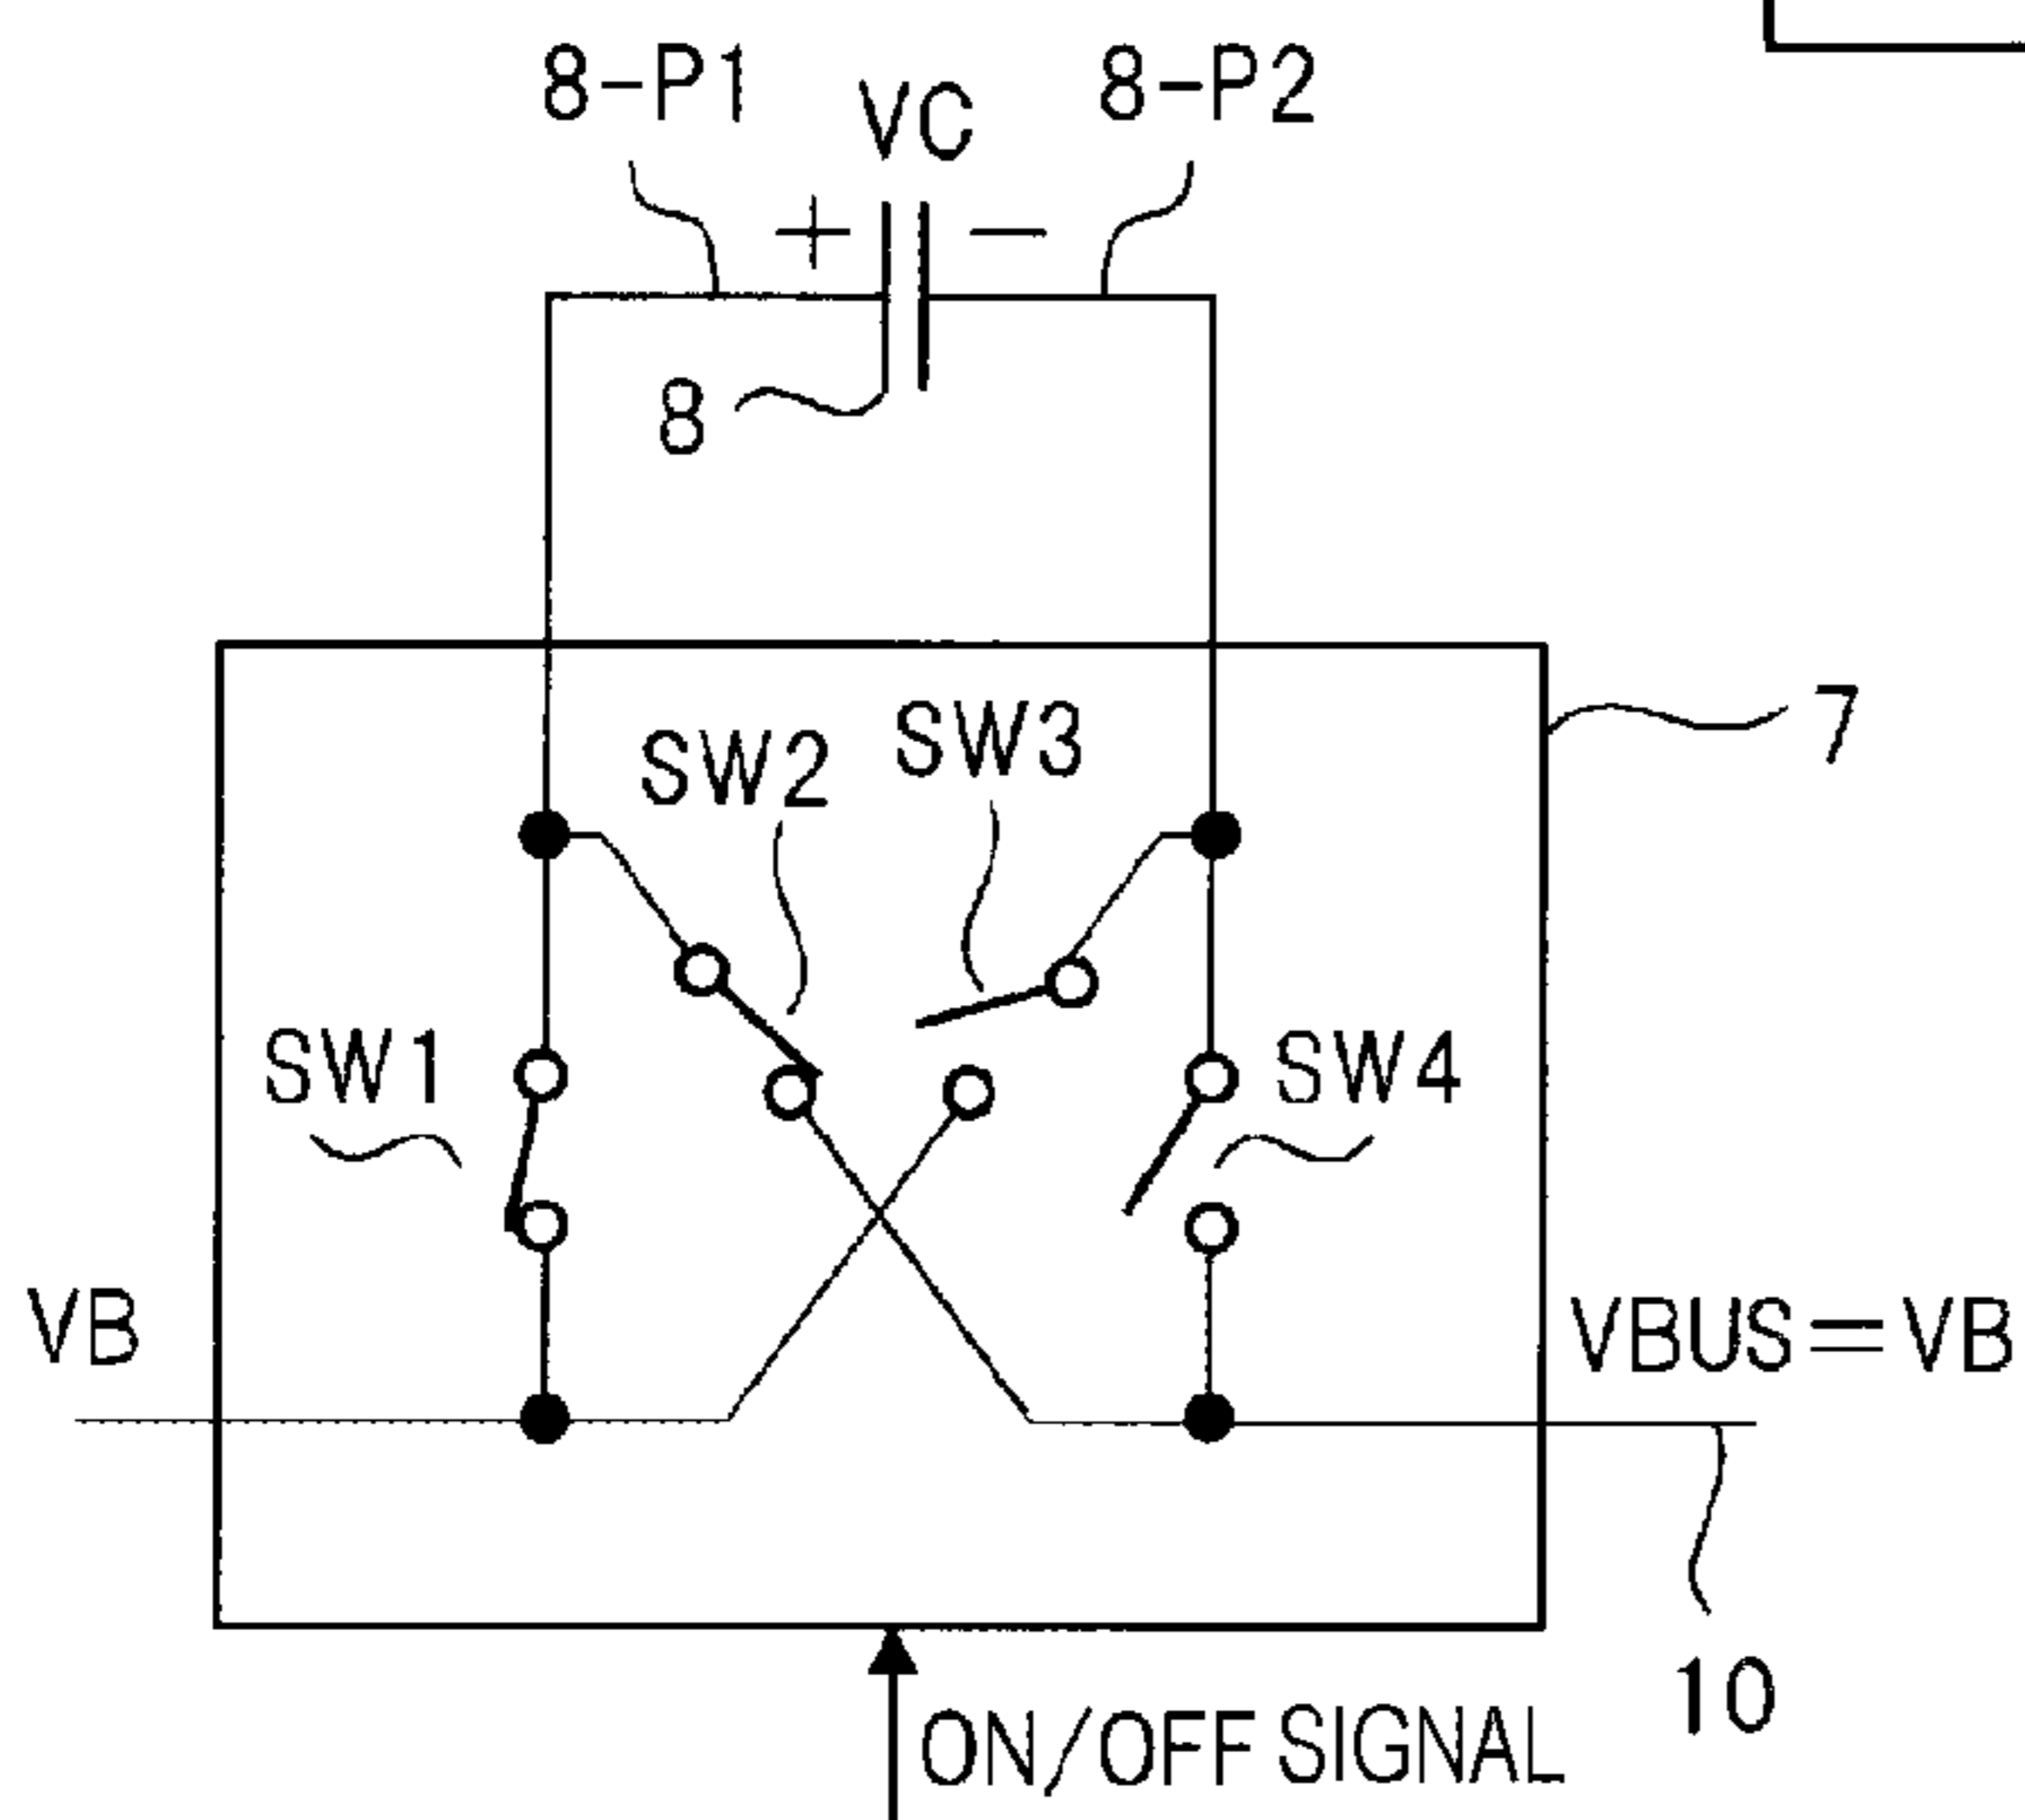 8-P1
VC
8-P2
+
−
8
7
SW2
SW3
SW1
SW4
VB
VBUS=VB
10
ON/OFF SIGNAL